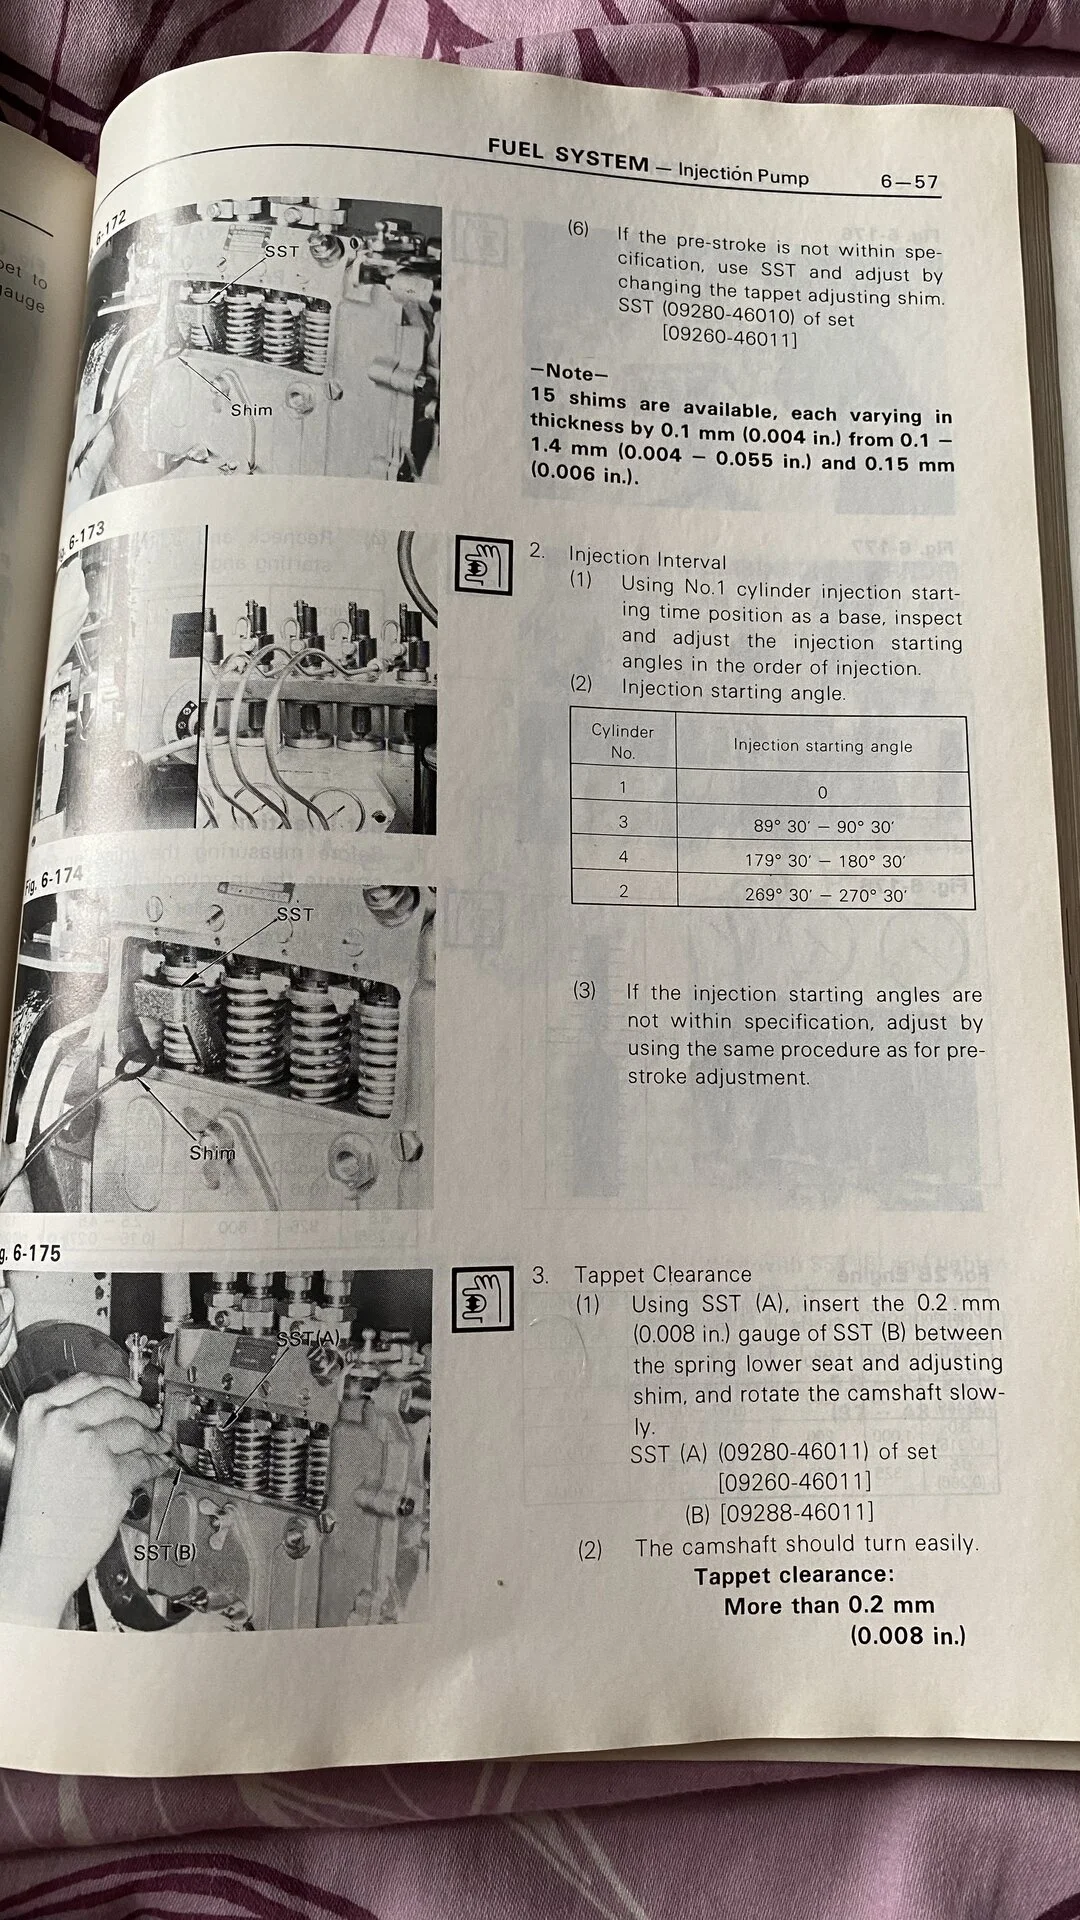 FUEL SYSTEM — Injection Pump 6—57
pet to
gauge
6-172
SST
Shim
(6) If the pre-stroke is not within spe-
cification, use SST and adjust by
changing the tappet adjusting shim.
SST (09280-46010) of set
[09260-46011]
—Note—
15 shims are available, each varying in
thickness by 0.1 mm (0.004 in.) from 0.1 –
1.4 mm (0.004 – 0.055 in.) and 0.15 mm
(0.006 in.).
g. 6-173
2. Injection Interval
(1) Using No.1 cylinder injection start-
ing time position as a base, inspect
and adjust the injection starting
angles in the order of injection.
(2) Injection starting angle.
Cylinder
No.
Injection starting angle
1 0
3 89° 30′ – 90° 30′
4 179° 30′ – 180° 30′
2 269° 30′ – 270° 30′
Fig. 6-174
SST
Shim
(3) If the injection starting angles are
not within specification, adjust by
using the same procedure as for pre-
stroke adjustment.
g. 6-175
SST(A)
SST(B)
3. Tappet Clearance
(1) Using SST (A), insert the 0.2 mm
(0.008 in.) gauge of SST (B) between
the spring lower seat and adjusting
shim, and rotate the camshaft slow-
ly.
SST (A) (09280-46011) of set
[09260-46011]
(B) [09288-46011]
(2) The camshaft should turn easily.
Tappet clearance:
More than 0.2 mm
(0.008 in.)